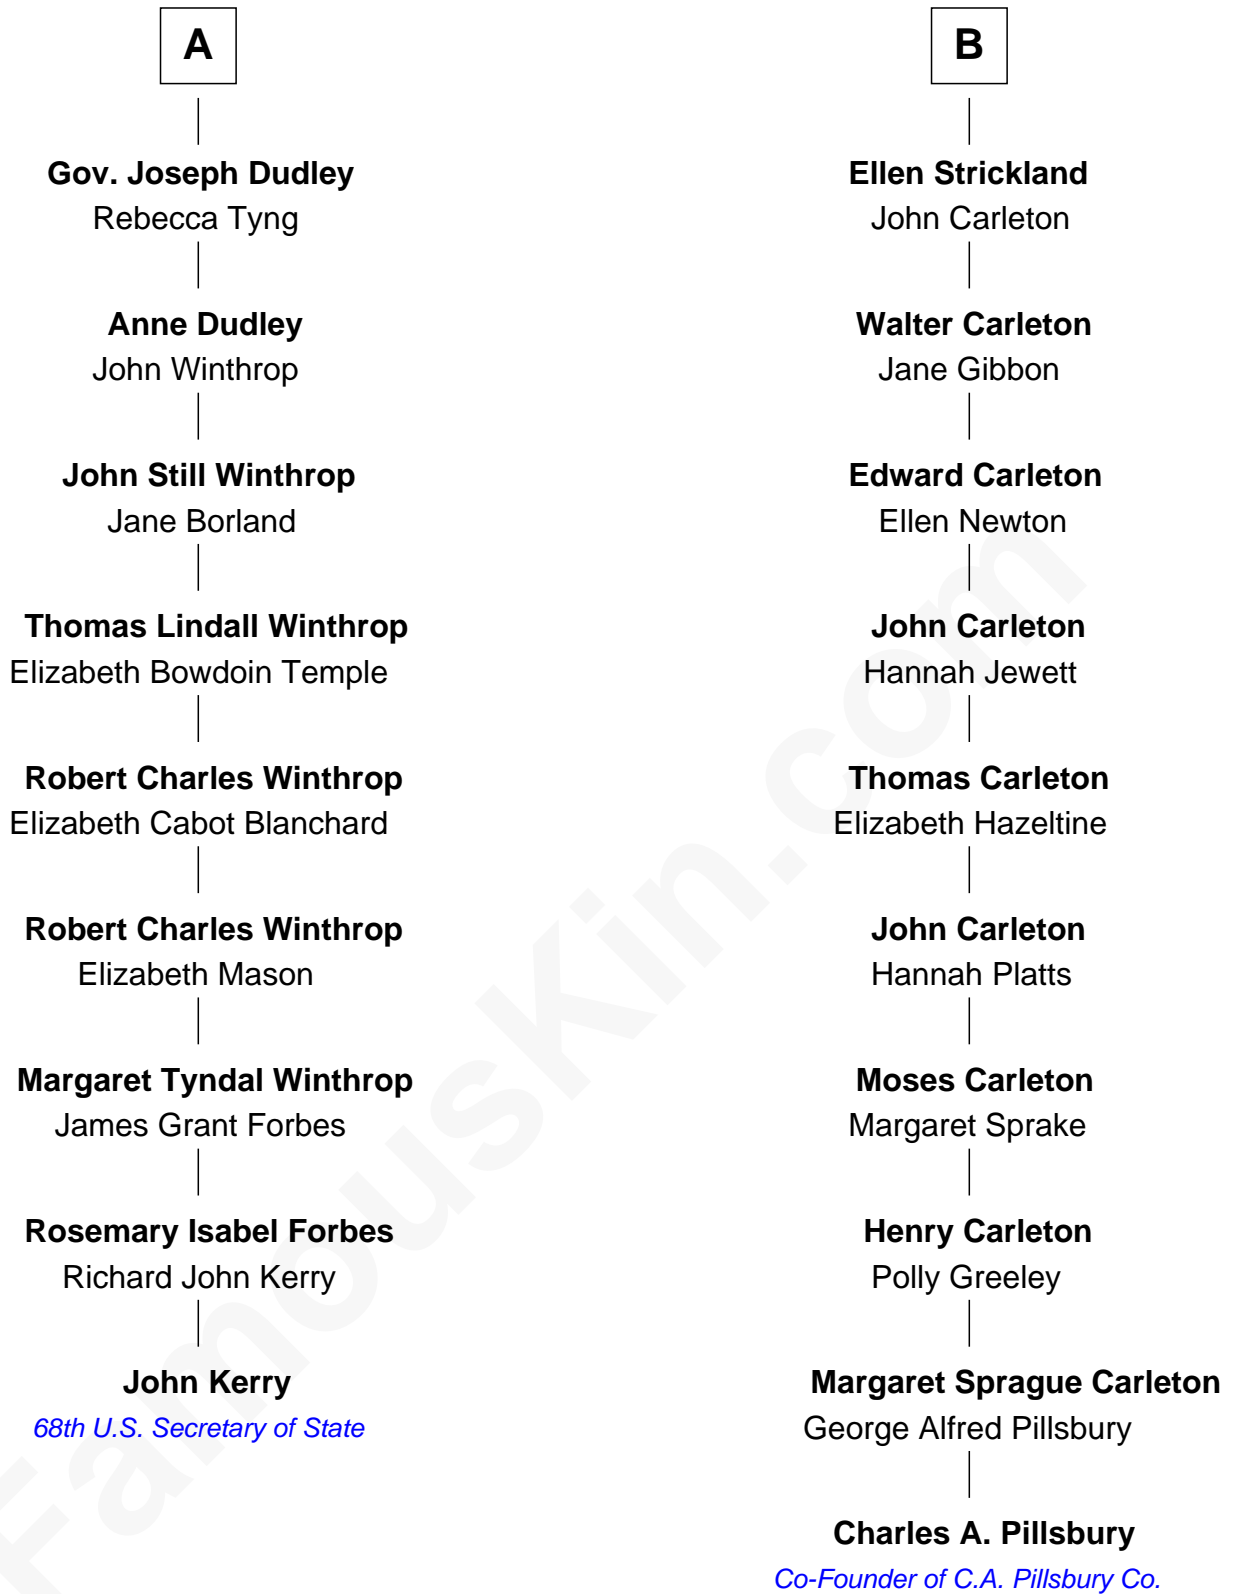 A
Gov. Joseph Dudley
Rebecca Tyng
Anne Dudley
John Winthrop
John Still Winthrop
Jane Borland
Thomas Lindall Winthrop
Elizabeth Bowdoin Temple
Robert Charles Winthrop
Elizabeth Cabot Blanchard
Robert Charles Winthrop
Elizabeth Mason
Margaret Tyndal Winthrop
James Grant Forbes
Rosemary Isabel Forbes
Richard John Kerry
John Kerry
68th U.S. Secretary of State
B
Ellen Strickland
John Carleton
Walter Carleton
Jane Gibbon
Edward Carleton
Ellen Newton
John Carleton
Hannah Jewett
Thomas Carleton
Elizabeth Hazeltine
John Carleton
Hannah Platts
Moses Carleton
Margaret Sprake
Henry Carleton
Polly Greeley
Margaret Sprague Carleton
George Alfred Pillsbury
Charles A. Pillsbury
Co-Founder of C.A. Pillsbury Co.
FamousKin.com